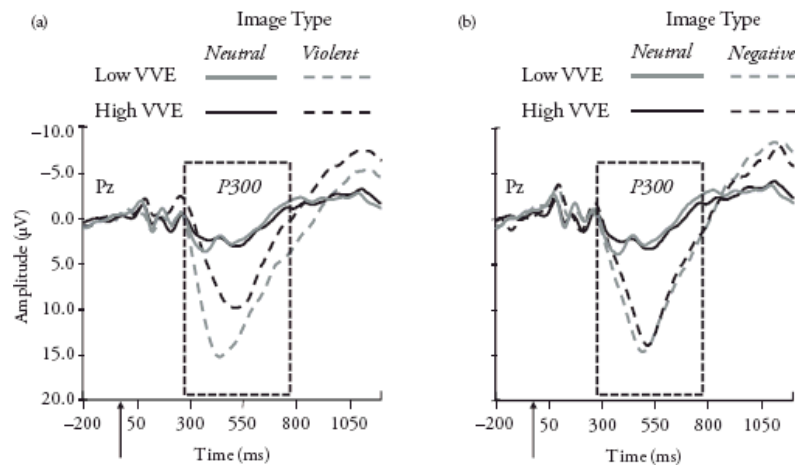 (a) Image Type
Neutral Violent
Low VVE
High VVE
−10.0
−5.0
0.0
5.0
10.0
15.0
20.0
Amplitude (μV)
Pz
P300
−200 50 300 550 800 1050
Time (ms)
(b) Image Type
Neutral Negative
Low VVE
High VVE
Pz
P300
−200 50 300 550 800 1050
Time (ms)